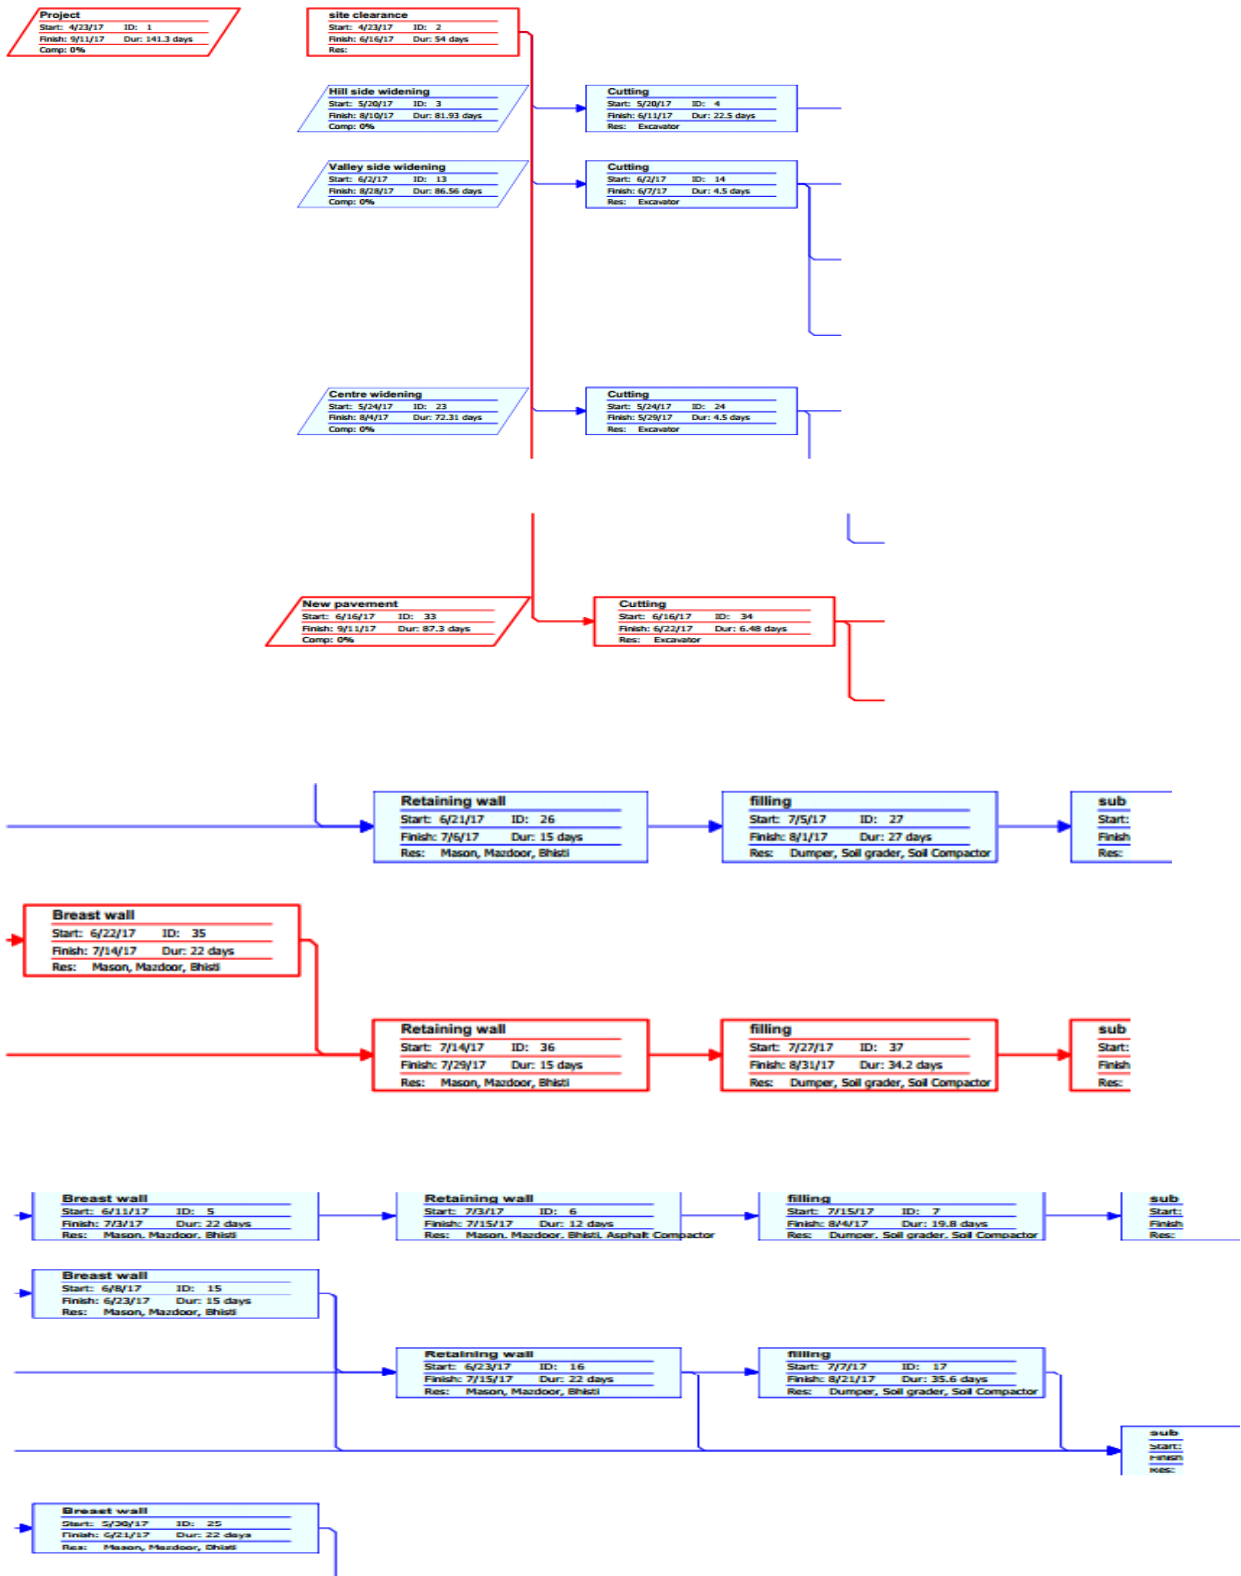 Project
Start: 4/23/17 ID: 1
Finish: 9/11/17 Dur: 141.3 days
Comp: 0%
site clearance
Start: 4/23/17 ID: 2
Finish: 6/16/17 Dur: 54 days
Res:
Hill side widening
Start: 5/20/17 ID: 3
Finish: 8/10/17 Dur: 81.93 days
Comp: 0%
Cutting
Start: 5/20/17 ID: 4
Finish: 6/11/17 Dur: 22.5 days
Res: Excavator
Valley side widening
Start: 6/2/17 ID: 13
Finish: 8/28/17 Dur: 86.56 days
Comp: 0%
Cutting
Start: 6/2/17 ID: 14
Finish: 6/7/17 Dur: 4.5 days
Res: Excavator
Centre widening
Start: 5/24/17 ID: 23
Finish: 8/4/17 Dur: 72.31 days
Comp: 0%
Cutting
Start: 5/24/17 ID: 24
Finish: 5/29/17 Dur: 4.5 days
Res: Excavator
New pavement
Start: 6/16/17 ID: 33
Finish: 9/11/17 Dur: 87.3 days
Comp: 0%
Cutting
Start: 6/16/17 ID: 34
Finish: 6/22/17 Dur: 6.48 days
Res: Excavator
Retaining wall
Start: 6/21/17 ID: 26
Finish: 7/6/17 Dur: 15 days
Res: Mason, Mazdoor, Bhisti
filling
Start: 7/5/17 ID: 27
Finish: 8/1/17 Dur: 27 days
Res: Dumper, Soil grader, Soil Compactor
sub
Start:
Finish
Res:
Breast wall
Start: 6/22/17 ID: 35
Finish: 7/14/17 Dur: 22 days
Res: Mason, Mazdoor, Bhisti
Retaining wall
Start: 7/14/17 ID: 36
Finish: 7/29/17 Dur: 15 days
Res: Mason, Mazdoor, Bhisti
filling
Start: 7/27/17 ID: 37
Finish: 8/31/17 Dur: 34.2 days
Res: Dumper, Soil grader, Soil Compactor
sub
Start:
Finish
Res:
Breast wall
Start: 6/11/17 ID: 5
Finish: 7/3/17 Dur: 22 days
Res: Mason, Mazdoor, Bhisti
Retaining wall
Start: 7/3/17 ID: 6
Finish: 7/15/17 Dur: 12 days
Res: Mason, Mazdoor, Bhisti, Asphalt Compactor
filling
Start: 7/15/17 ID: 7
Finish: 8/4/17 Dur: 19.8 days
Res: Dumper, Soil grader, Soil Compactor
sub
Start:
Finish
Res:
Breast wall
Start: 6/8/17 ID: 15
Finish: 6/23/17 Dur: 15 days
Res: Mason, Mazdoor, Bhisti
Retaining wall
Start: 6/23/17 ID: 16
Finish: 7/15/17 Dur: 22 days
Res: Mason, Mazdoor, Bhisti
filling
Start: 7/7/17 ID: 17
Finish: 8/21/17 Dur: 35.6 days
Res: Dumper, Soil grader, Soil Compactor
sub
Start:
Finish
Res:
Breast wall
Start: 5/30/17 ID: 25
Finish: 6/21/17 Dur: 22 days
Res: Mason, Mazdoor, Bhisti